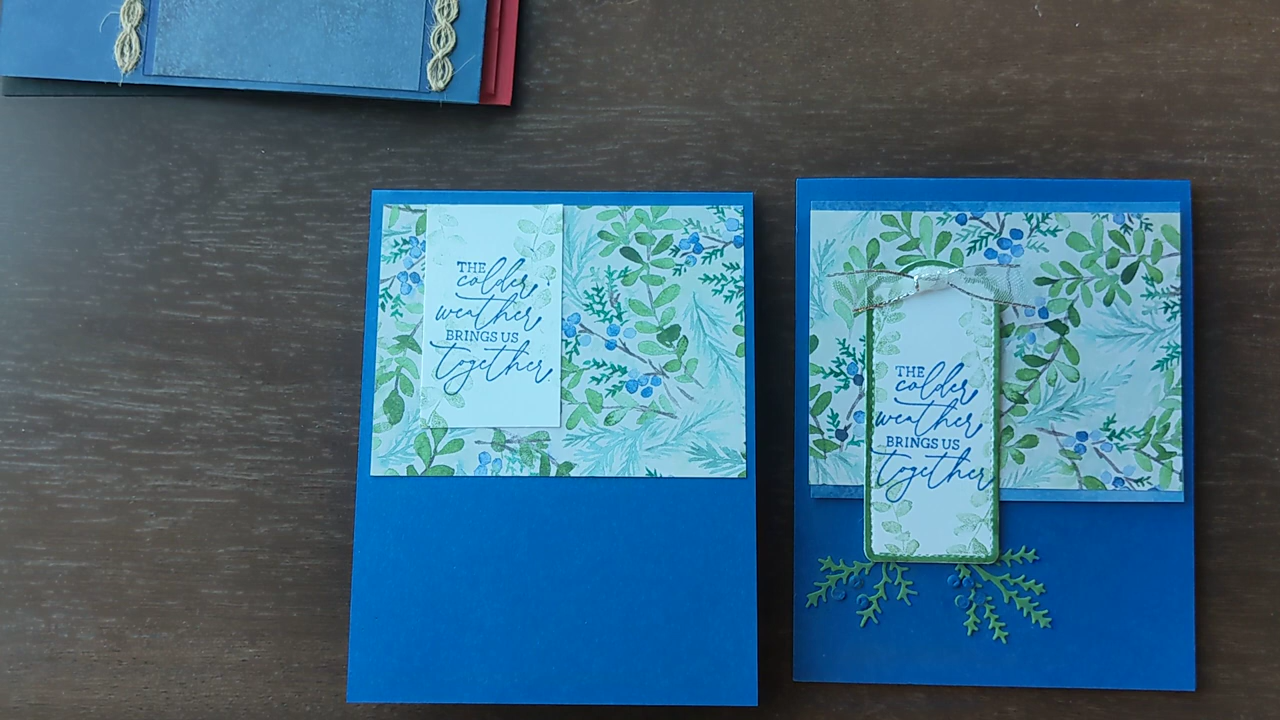 THE
colder
weather
BRINGS US
together
THE
colder
weather
BRINGS US
together